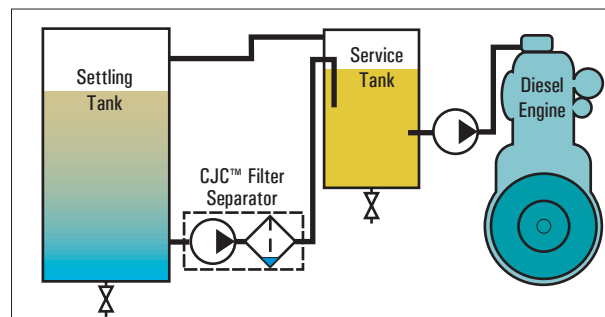 Settling
Tank
CJC™ Filter
Separator
Service
Tank
Diesel
Engine